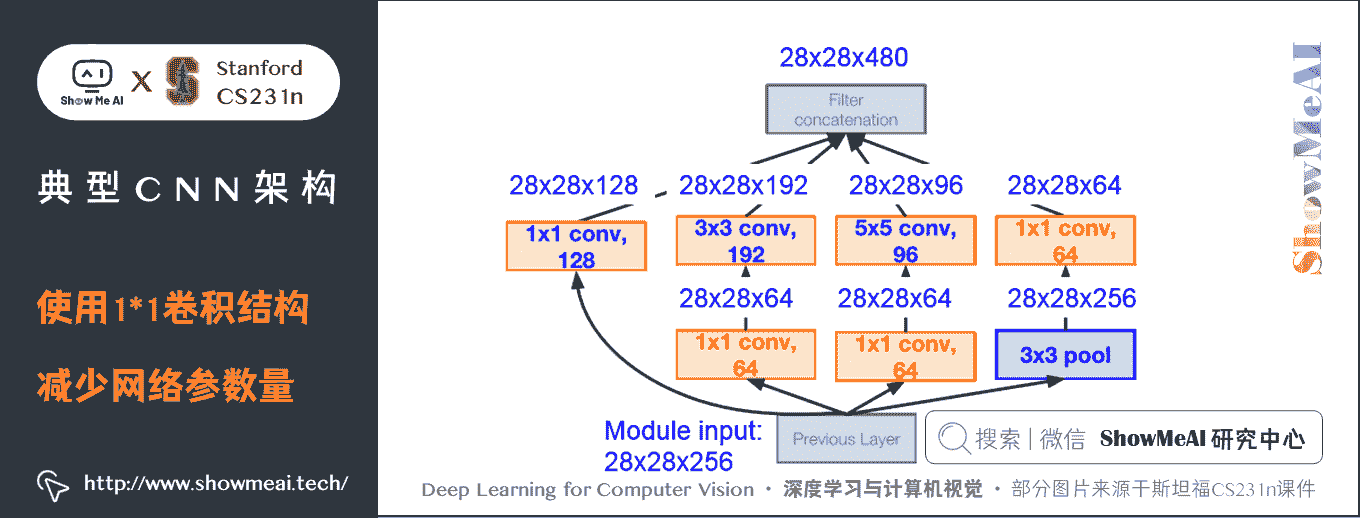 Show Me AI
X
Stanford
CS231n
典型CNN架构
使用1*1卷积结构
减少网络参数量
http://www.showmeai.tech/
28x28x480
Filter
concatenation
28x28x128
28x28x192
28x28x96
28x28x64
1x1 conv,
128
3x3 conv,
192
5x5 conv,
96
1x1 conv,
64
28x28x64
28x28x64
28x28x256
1x1 conv,
64
1x1 conv,
64
3x3 pool
Module input:
28x28x256
Previous Layer
搜索 | 微信 ShowMeAI 研究中心
Deep Learning for Computer Vision · 深度学习与计算机视觉 · 部分图片来源于斯坦福CS231n课件
ShowMeAI